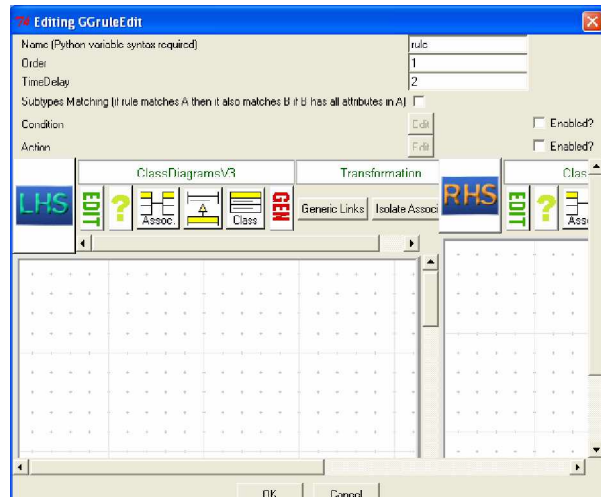 Editing GGruleEdit
Name (Python variable syntax required) rule
Order 1
TimeDelay 2
Subtypes Matching (if rule matches A then it also matches B if B has all attributes in A)
Condition Edit Enabled?
Action Edit Enabled?
LHS ClassDiagramsV3 Transformation RHS Clas
EDIT ? Assoc. Class GEN Generic Links Isolate Associ EDIT ? Ass
OK Cancel